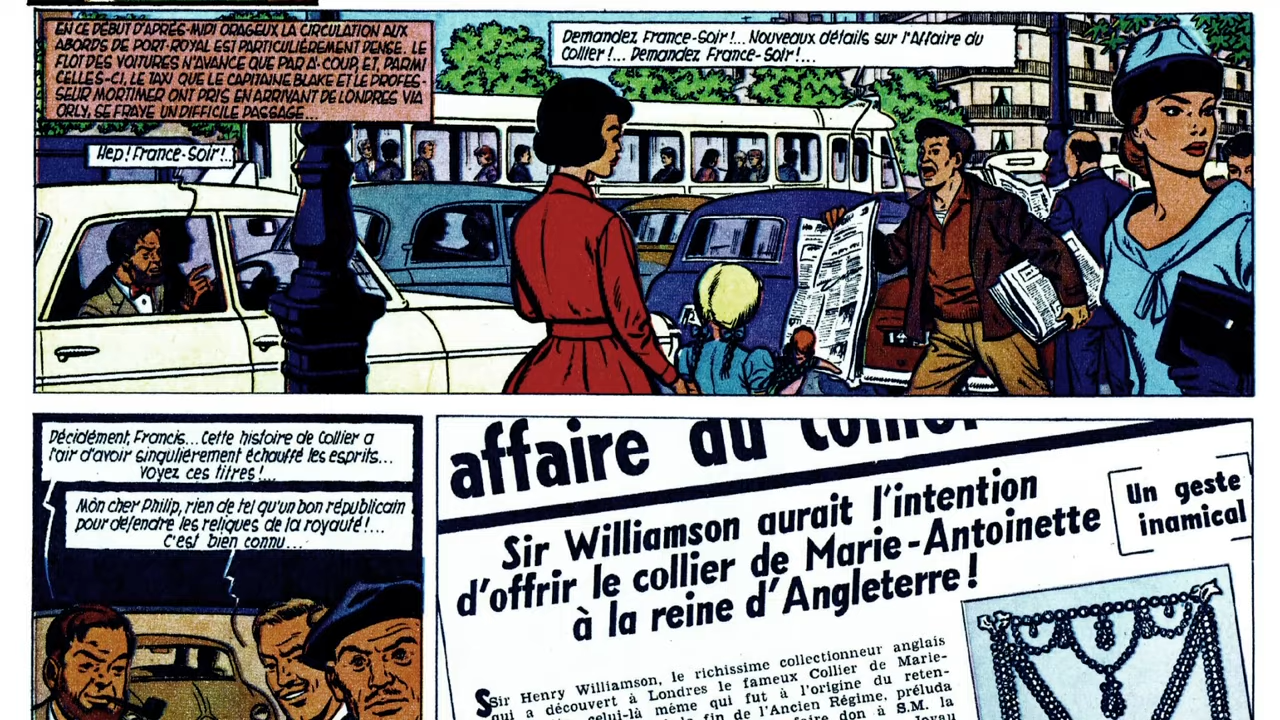 EN CE DÉBUT D'APRÈS-MIDI ORAGEUX LA CIRCULATION AUX
ABORDS DE PORT-ROYAL EST PARTICULIÈREMENT DENSE. LE
FLOT DES VOITURES N'AVANCE QUE PAR À-COUP, ET, PARMI
CELLES-CI, LE TAXI QUE LE CAPITAINE BLAKE ET LE PROFES-
SEUR MORTIMER ONT PRIS EN ARRIVANT DE LONDRES VIA
ORLY, SE FRAYE UN DIFFICILE PASSAGE...
Demandez France-Soir!... Nouveaux détails sur l'Affaire du
Collier!... Demandez France-Soir!...
Hep! France-Soir!..
Décidément, Francis... Cette histoire de Collier a
l'air d'avoir singulièrement échauffé les esprits...
Voyez ces titres!...
Mon cher Philip, rien de tel qu'un bon républicain
pour défendre les reliques de la royauté!...
C'est bien connu...
affaire du collier
Sir Williamson aurait l'intention
d'offrir le collier de Marie-Antoinette
à la reine d'Angleterre!
Un geste
inamical
Sir Henry Williamson, le richissime collectionneur anglais
qui a découvert à Londres le fameux Collier de Marie-
celui-là même qui fut à l'origine du reten-
fin de l'Ancien Régime, préluda
faire don à S.M. la
Joyau